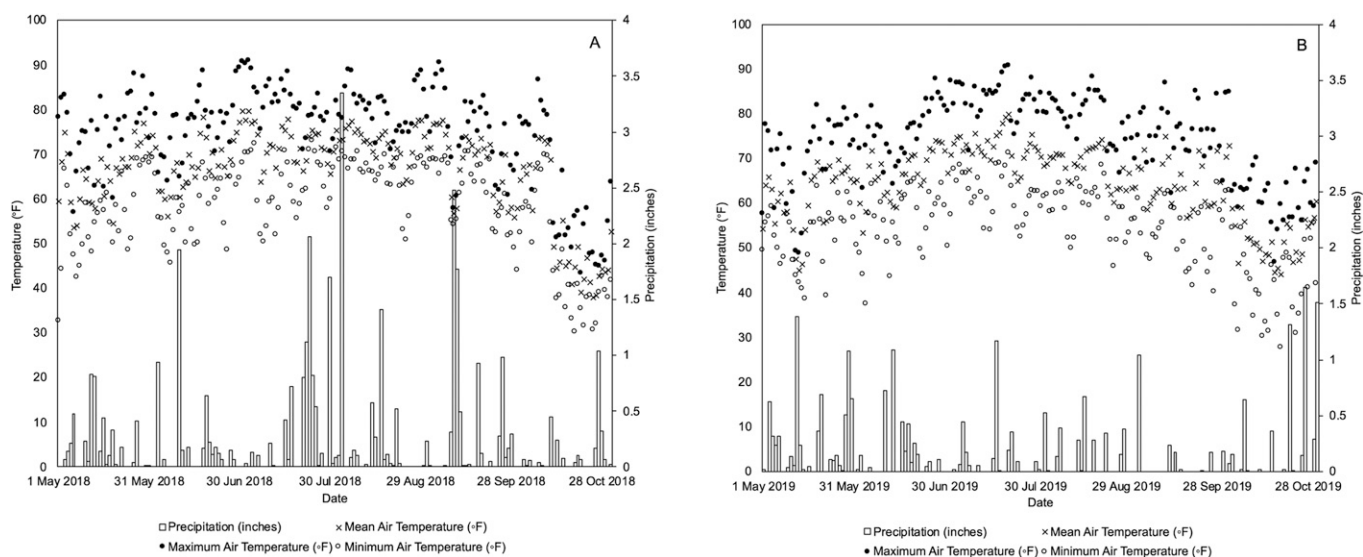 A
100
90
80
70
60
50
40
30
20
10
0
Temperature (°F)
4
3.5
3
2.5
2
1.5
1
0.5
0
Precipitation (inches)
1 May 2018 31 May 2018 30 Jun 2018 30 Jul 2018 29 Aug 2018 28 Sep 2018 28 Oct 2018
Date
Precipitation (inches) Mean Air Temperature (◦F)
Maximum Air Temperature (◦F) Minimum Air Temperature (◦F)
B
100
90
80
70
60
50
40
30
20
10
0
Temperature (°F)
4
3.5
3
2.5
2
1.5
1
0.5
0
Precipitation (inches)
1 May 2019 31 May 2019 30 Jun 2019 30 Jul 2019 29 Aug 2019 28 Sep 2019 28 Oct 2019
Date
Precipitation (inches) Mean Air Temperature (◦F)
Maximum Air Temperature (◦F) Minimum Air Temperature (◦F)